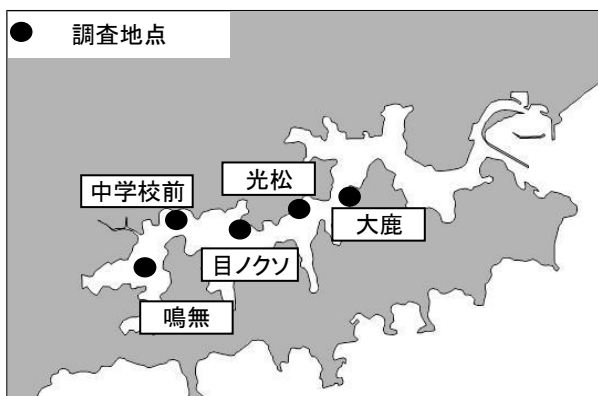 調査地点
光松
中学校前
大鹿
目ノクソ
鳴無